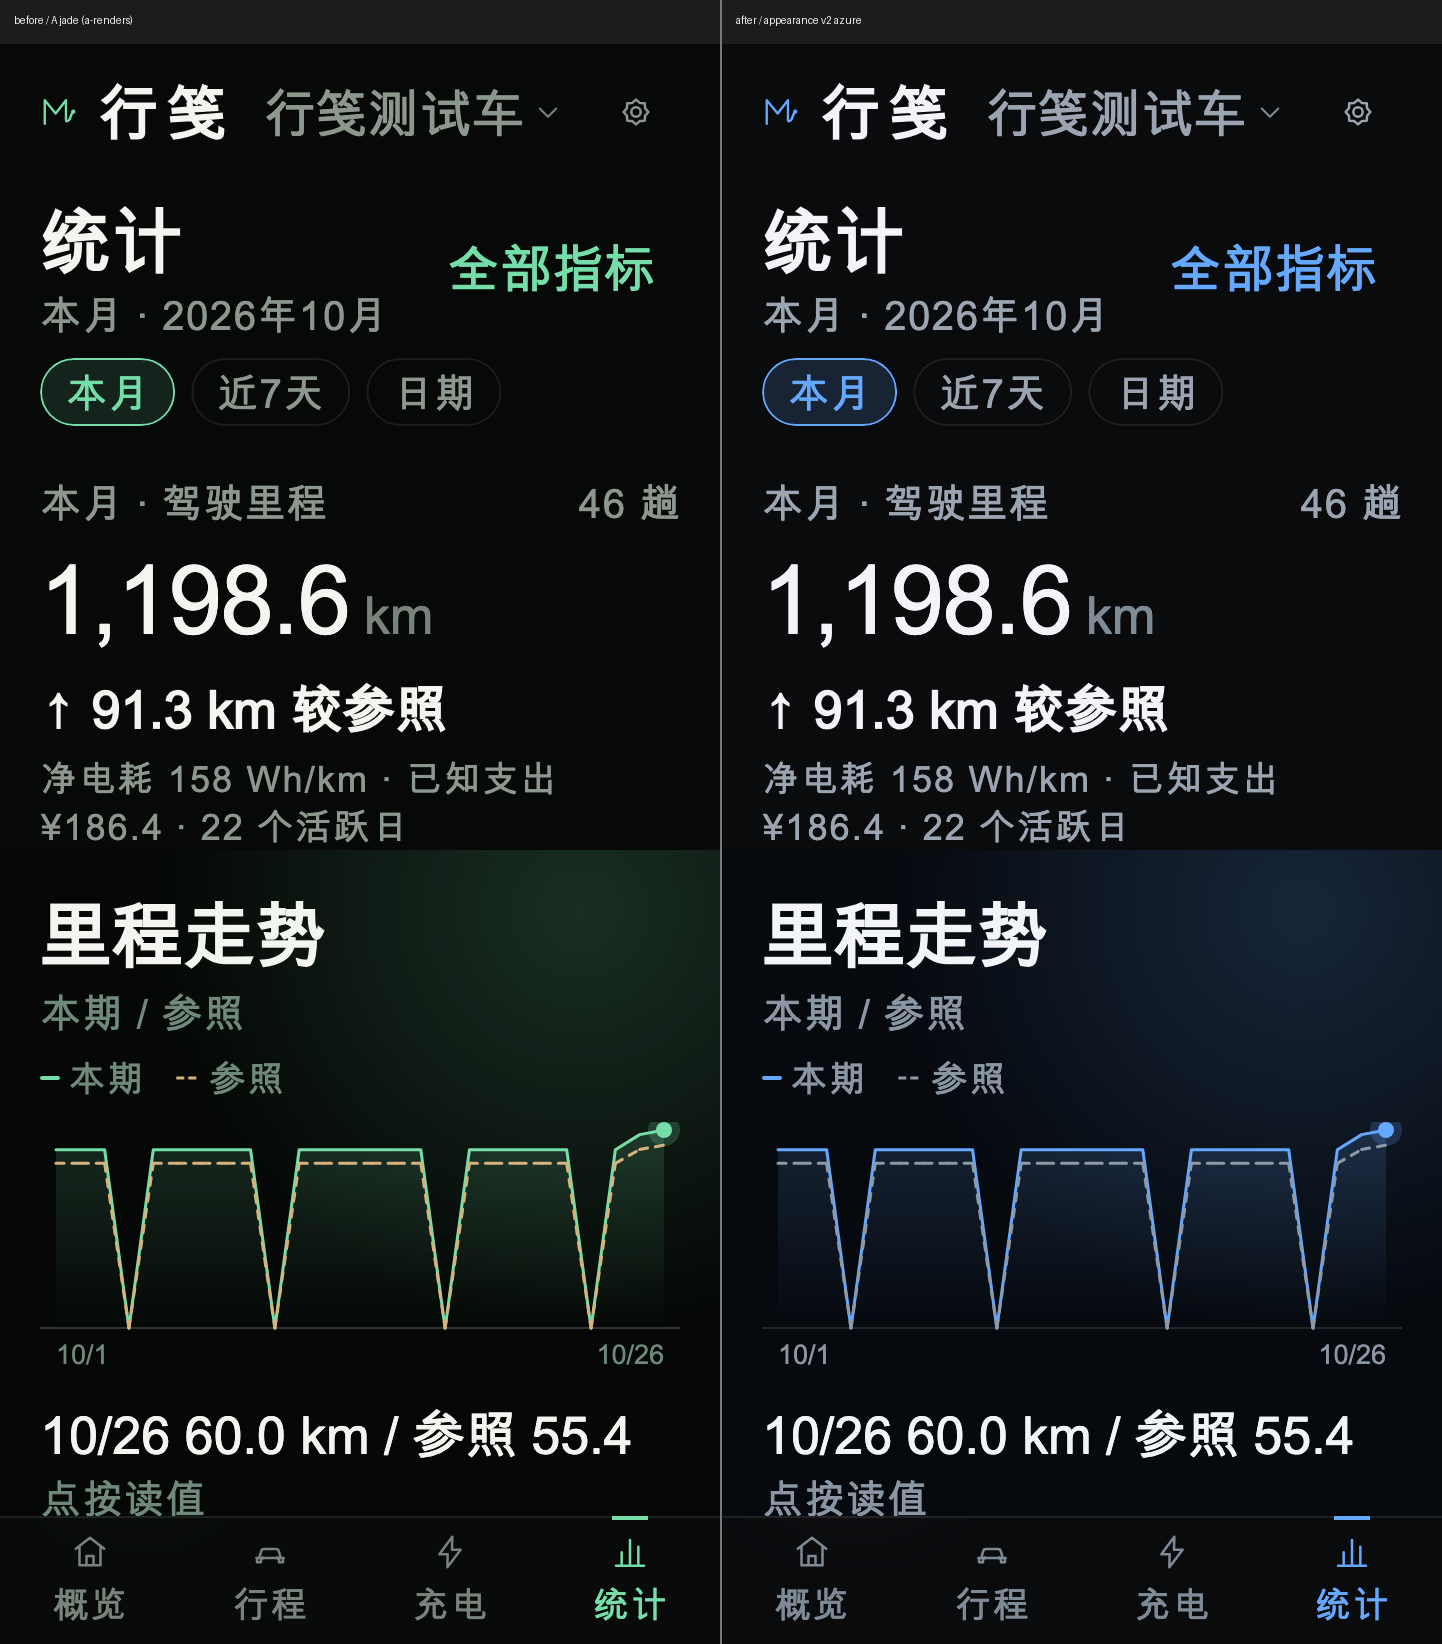 before / A jade (a-renders)
行笺 行笺测试车
统计
全部指标
本月 · 2026年10月
本月 近7天 日期
本月 · 驾驶里程 46 趟
1,198.6 km
↑ 91.3 km 较参照
净电耗 158 Wh/km · 已知支出
¥186.4 · 22 个活跃日
里程走势
本期 / 参照
本期 参照
10/1 10/26
10/26 60.0 km / 参照 55.4
点按读值
概览 行程 充电 统计
after / appearance v2 azure
行笺 行笺测试车
统计
全部指标
本月 · 2026年10月
本月 近7天 日期
本月 · 驾驶里程 46 趟
1,198.6 km
↑ 91.3 km 较参照
净电耗 158 Wh/km · 已知支出
¥186.4 · 22 个活跃日
里程走势
本期 / 参照
本期 参照
10/1 10/26
10/26 60.0 km / 参照 55.4
点按读值
概览 行程 充电 统计